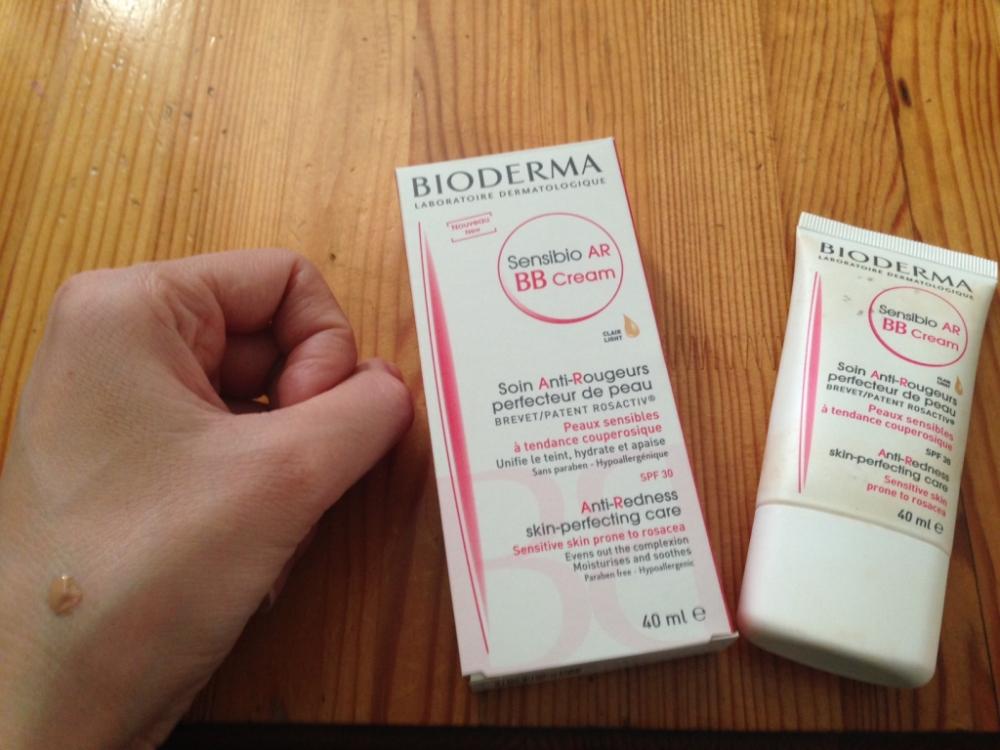 BIODERMA
LABORATOIRE DERMATOLOGIQUE
Nouveau
New
Sensibio AR
BB Cream
CLAIR
LIGHT
Soin Anti-Rougeurs
perfecteur de peau
BREVET/PATENT ROSACTIV®
Peaux sensibles
à tendance couperosique
Unifie le teint, hydrate et apaise
Sans paraben - Hypoallergénique
SPF 30
Anti-Redness
skin-perfecting care
Sensitive skin prone to rosacea
Evens out the complexion
Moisturises and soothes
Paraben free - Hypoallergenic
40 ml ℮
BIODERMA
LABORATOIRE DERMATOLOGIQUE
Sensibio AR
BB Cream
CLAIR
LIGHT
Soin Anti-Rougeurs
perfecteur de peau
BREVET/PATENT ROSACTIV®
Peaux sensibles
à tendance couperosique
SPF 30
Anti-Redness
skin-perfecting care
Sensitive skin
prone to rosacea
40 ml ℮